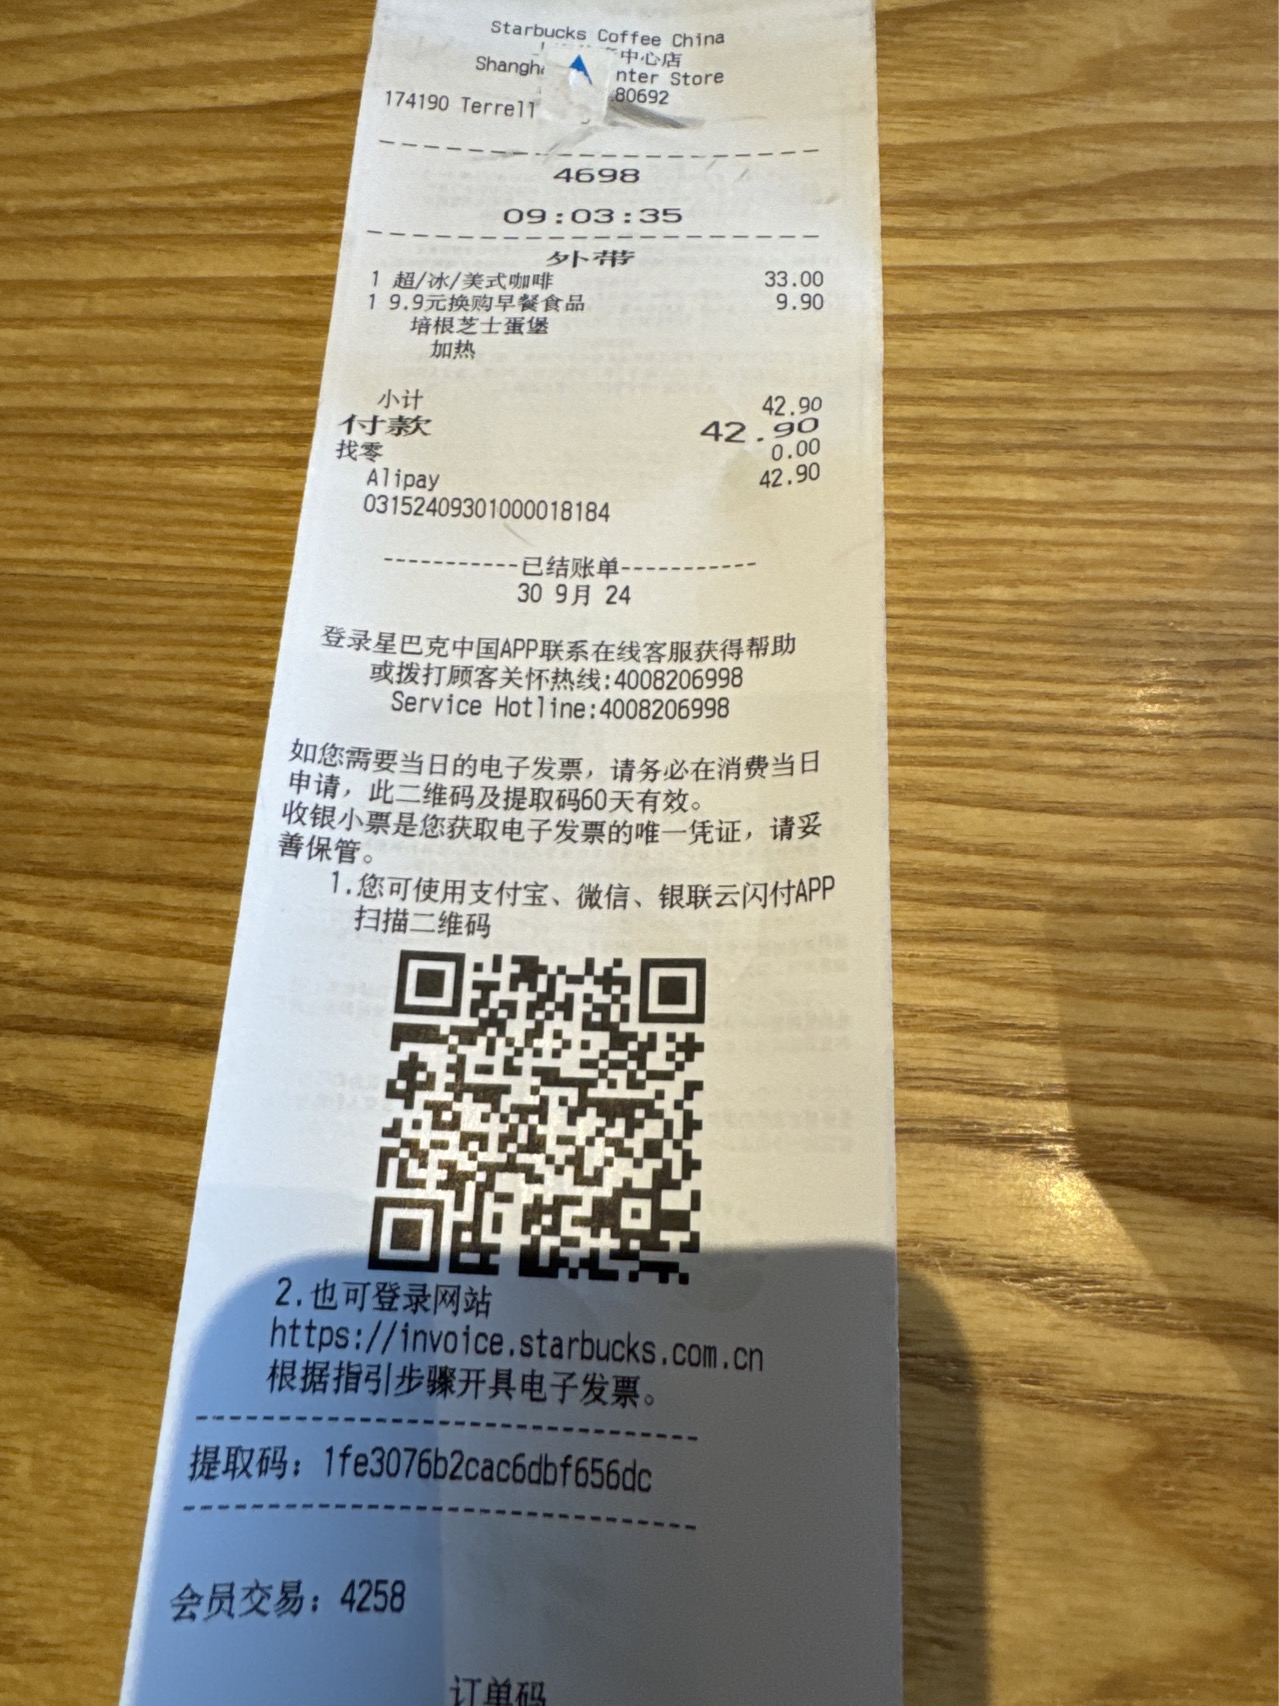 Starbucks Coffee China
中心店
Store
174190 Terrell 80692
4698
09:03:35
外带
1 超/冰/美式咖啡 33.00
1 9.9元换购早餐食品 9.90
培根芝士蛋堡
加热
小计 42.90
付款 42.90
找零 0.00
Alipay 42.90
03152409301000018184
-----------已结账单-----------
30 9月 24
登录星巴克中国APP联系在线客服获得帮助
或拨打顾客关怀热线:4008206998
Service Hotline:4008206998
如您需要当日的电子发票，请务必在消费当日
申请，此二维码及提取码60天有效。
收银小票是您获取电子发票的唯一凭证，请妥
善保管。
1.您可使用支付宝、微信、银联云闪付APP
扫描二维码
2.也可登录网站
https://invoice.starbucks.com.cn
根据指引步骤开具电子发票。
提取码：1fe3076b2cac6dbf656dc
会员交易：4258
订单码